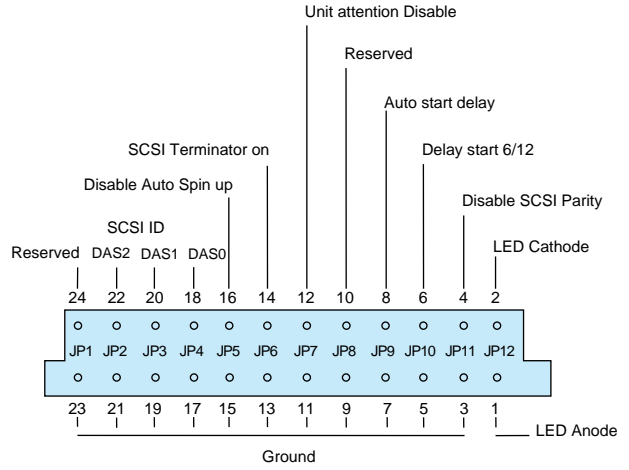 Unit attention Disable
Reserved
Auto start delay
SCSI Terminator on
Delay start 6/12
Disable Auto Spin up
Disable SCSI Parity
SCSI ID
LED Cathode
Reserved DAS2 DAS1 DAS0
24 22 20 18 16 14 12 10 8 6 4 2
JP1 JP2 JP3 JP4 JP5 JP6 JP7 JP8 JP9 JP10 JP11 JP12
23 21 19 17 15 13 11 9 7 5 3 1
LED Anode
Ground